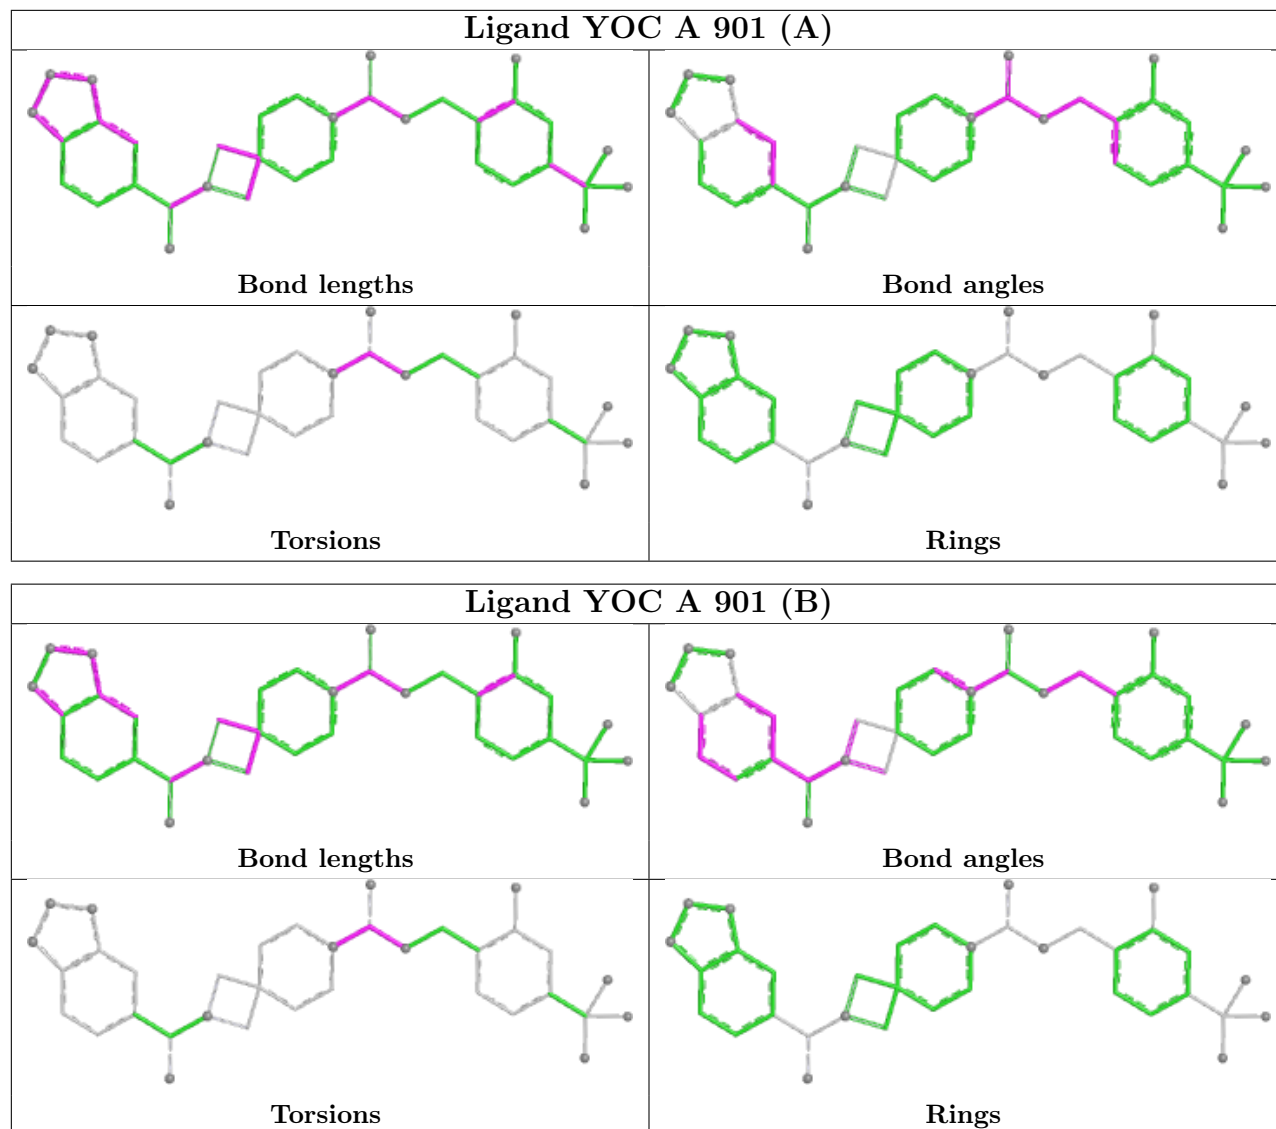 Ligand YOC A 901 (A)
Bond lengths
Bond angles
Torsions
Rings
Ligand YOC A 901 (B)
Bond lengths
Bond angles
Torsions
Rings